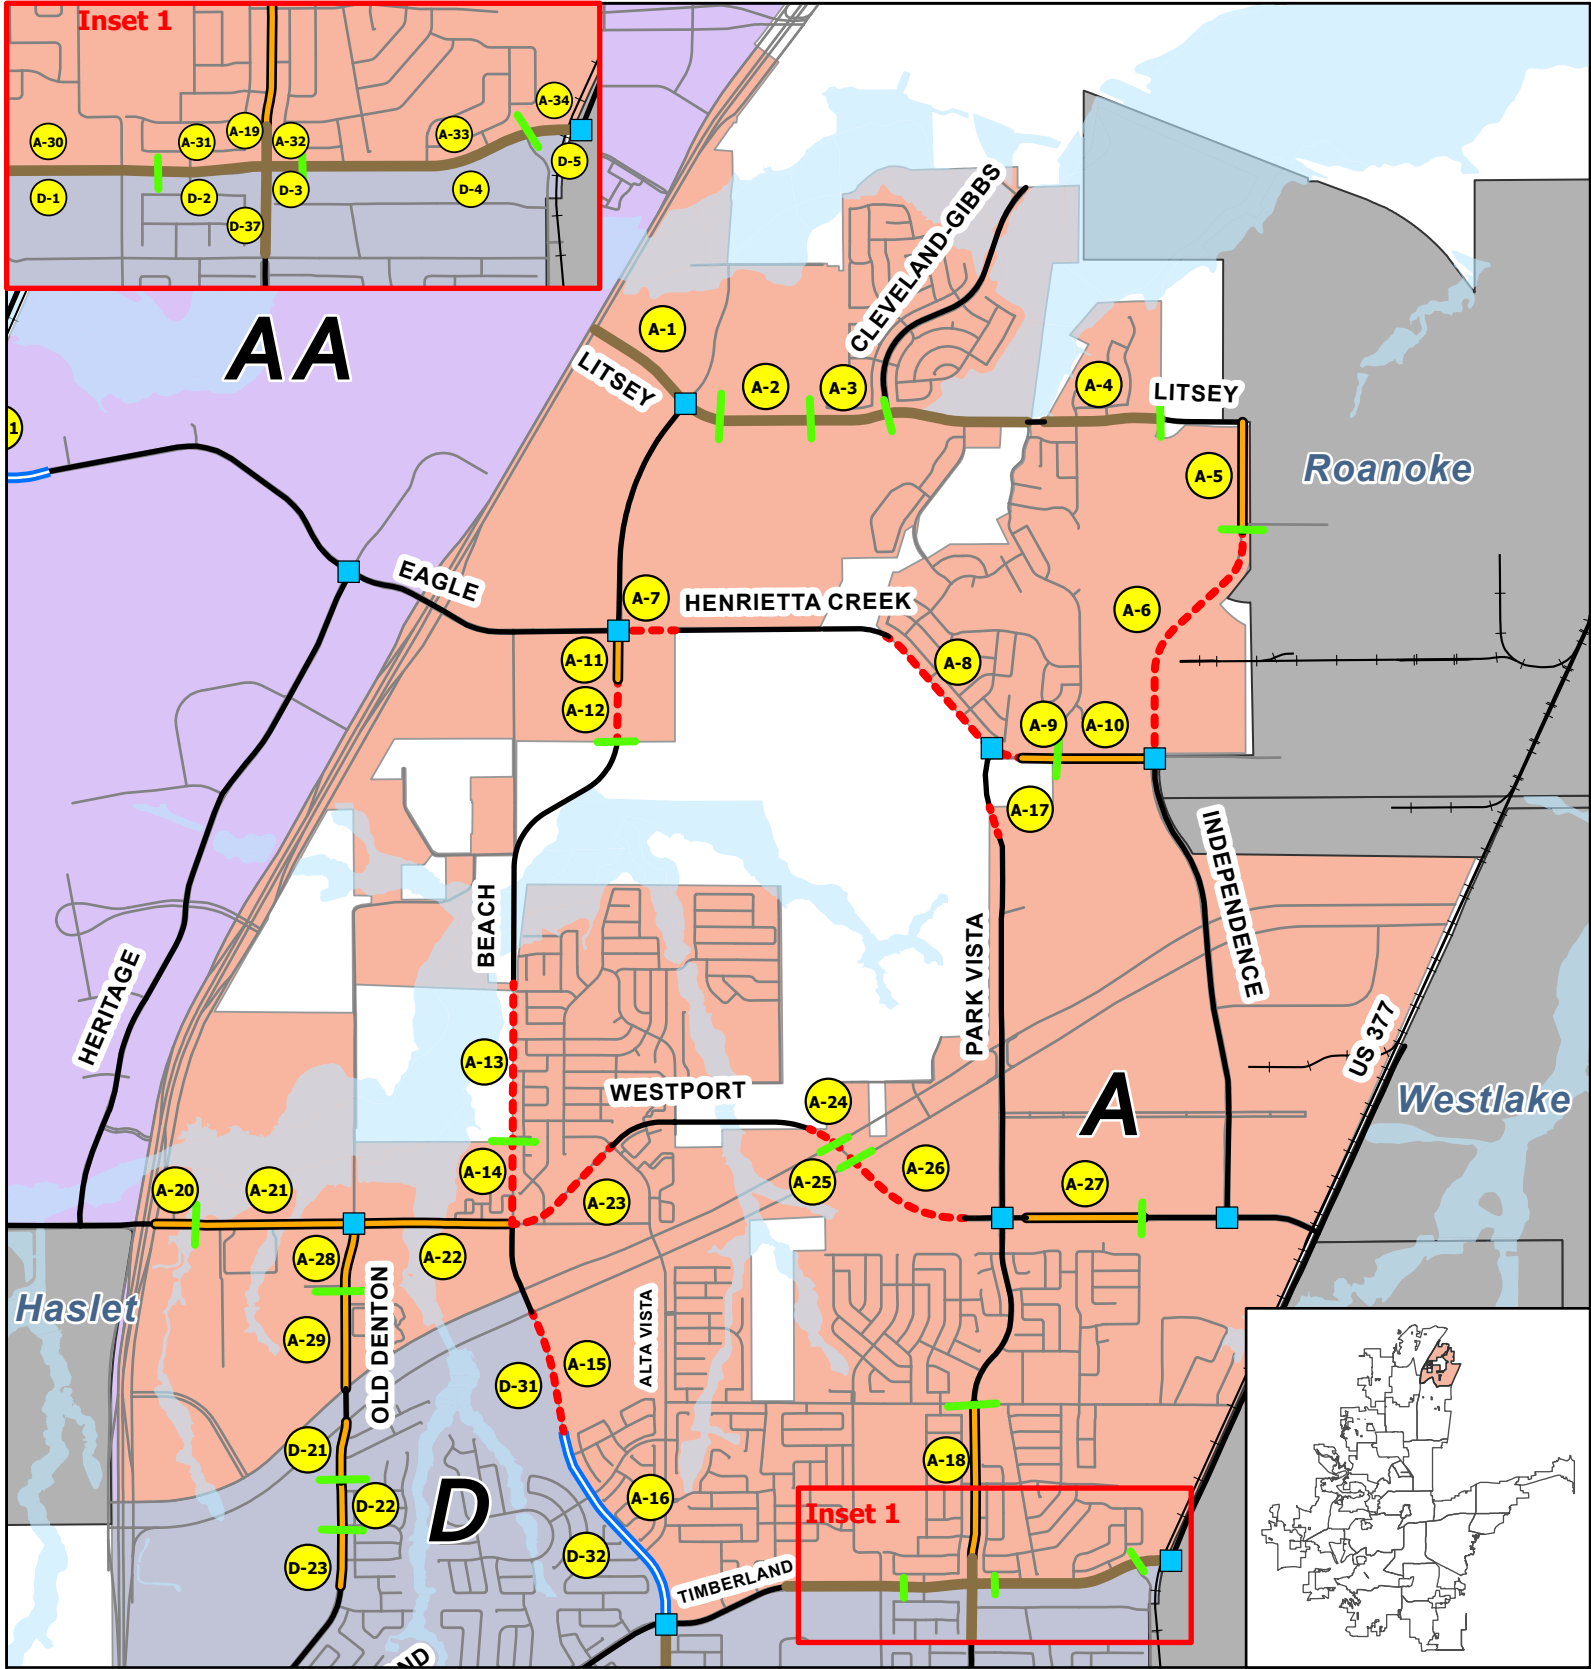 Inset 1
A-34
A-30
A-31
A-19
A-32
A-33
D-5
D-1
D-2
D-3
D-4
D-37
AA
CLEVELAND-GIBBS
A-1
LITSEY
A-2
A-3
A-4
LITSEY
1
Roanoke
A-5
EAGLE
A-7
HENRIETTA CREEK
A-6
A-11
A-8
A-12
A-9
A-10
A-17
INDEPENDENCE
BEACH
PARK VISTA
HERITAGE
US 377
A-13
WESTPORT
A-24
A
Westlake
A-14
A-20
A-21
A-23
A-25
A-26
A-27
A-28
A-22
Haslet
OLD DENTON
ALTA VISTA
A-29
A-15
D-31
D-21
A-18
D-22
D
A-16
Inset 1
D-23
D-32
TIMBERLAND
ND